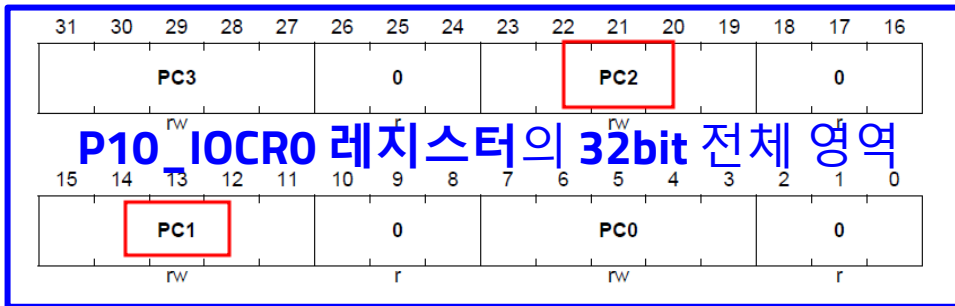 31 30 29 28 27 26 25 24 23 22 21 20 19 18 17 16
PC3 0 PC2 0
rw r rw r
P10_IOCR0 레지스터의 32bit 전체 영역
15 14 13 12 11 10 9 8 7 6 5 4 3 2 1 0
PC1 0 PC0 0
rw r rw r